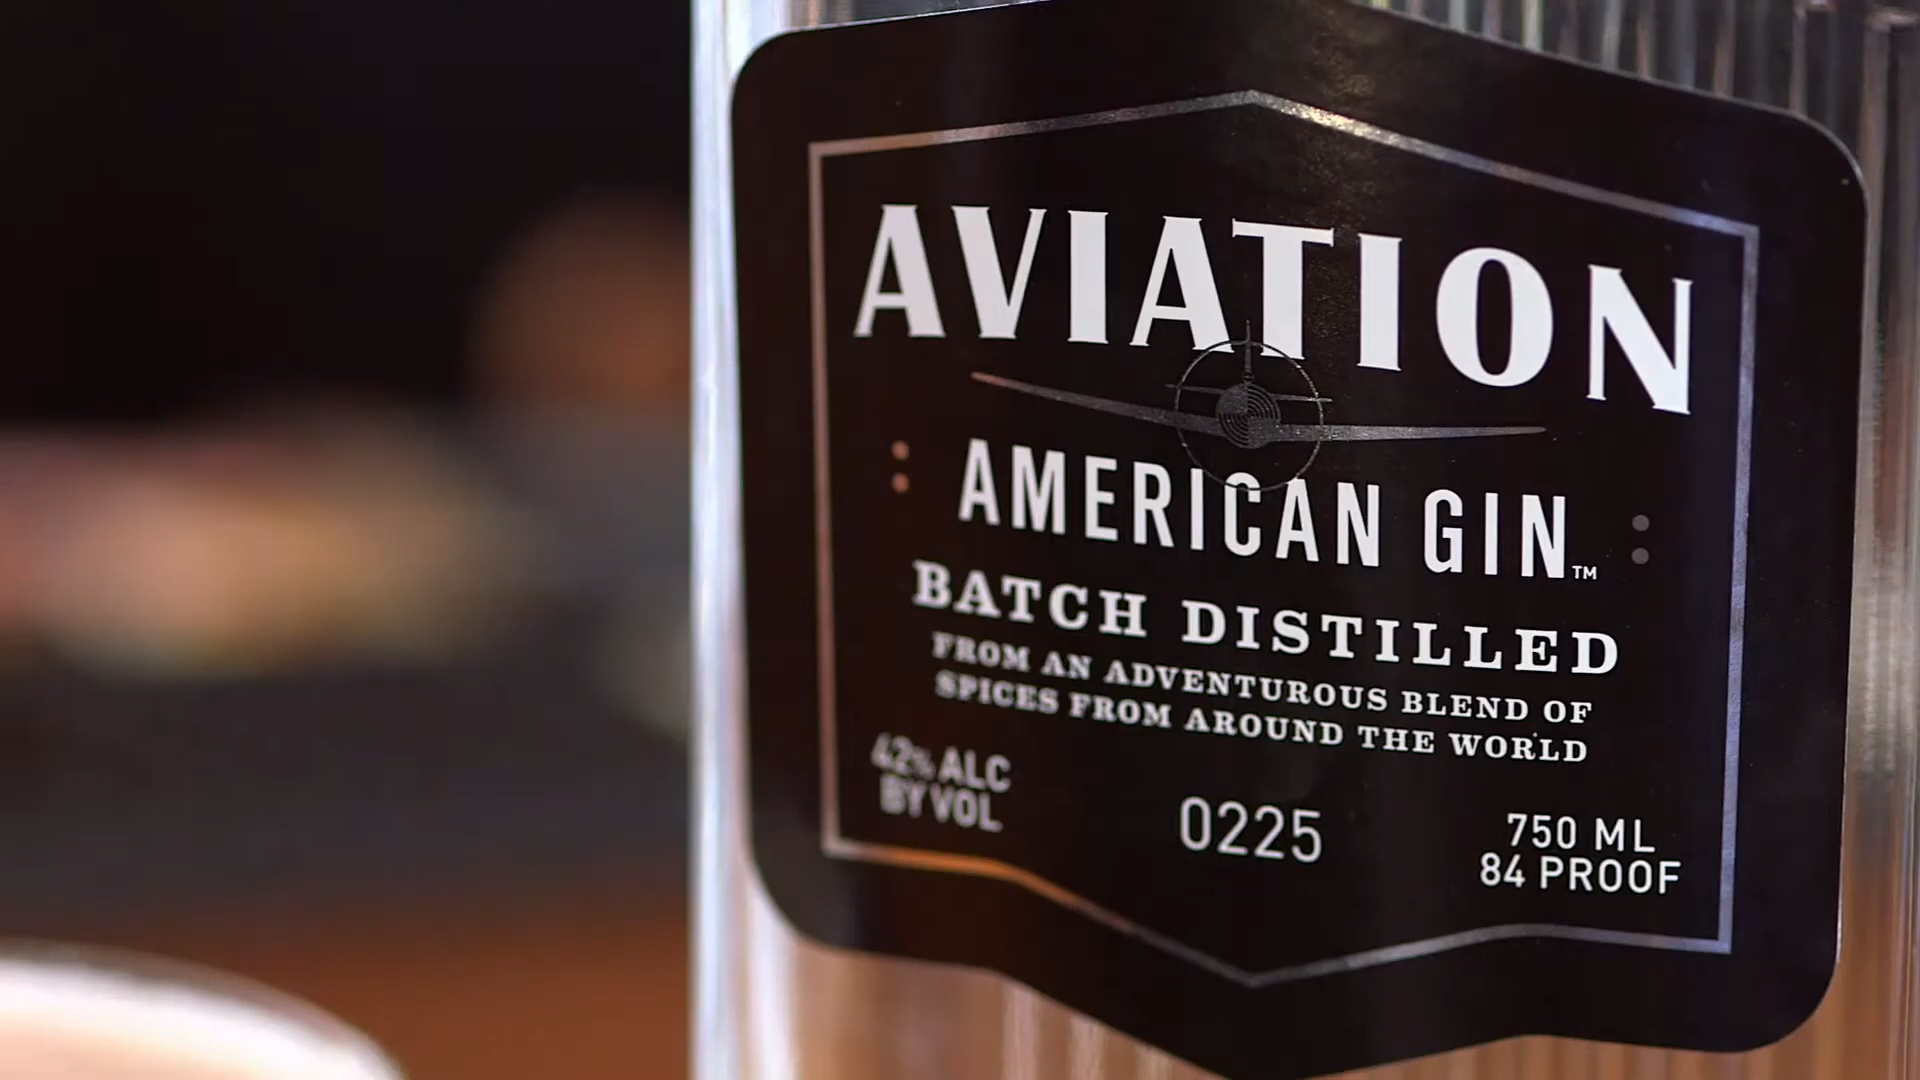 AVIATION
AMERICAN GIN™
BATCH DISTILLED
FROM AN ADVENTUROUS BLEND OF
SPICES FROM AROUND THE WORLD
42% ALC
BY VOL
0225
750 ML
84 PROOF